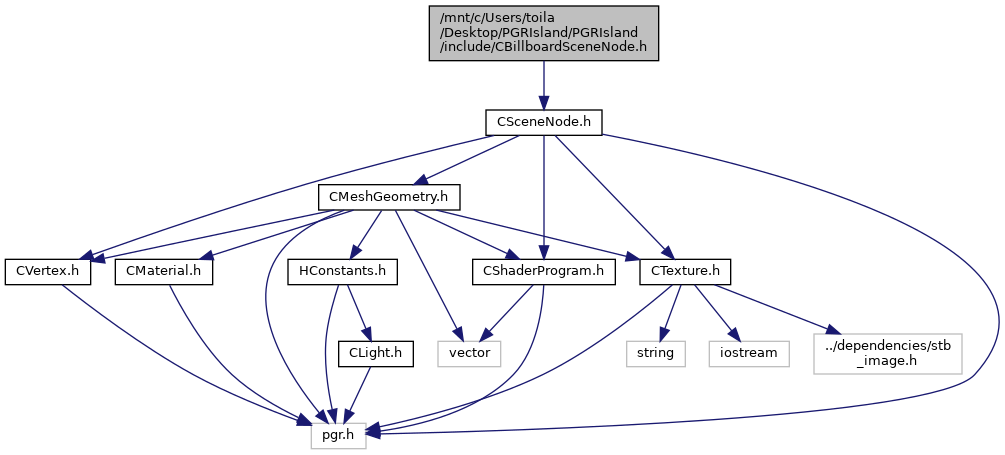 /mnt/c/Users/toila
/Desktop/PGRIsland/PGRIsland
/include/CBillboardSceneNode.h
CSceneNode.h
CMeshGeometry.h
CVertex.h
CMaterial.h
HConstants.h
CShaderProgram.h
CTexture.h
CLight.h
vector
string
iostream
../dependencies/stb
_image.h
pgr.h